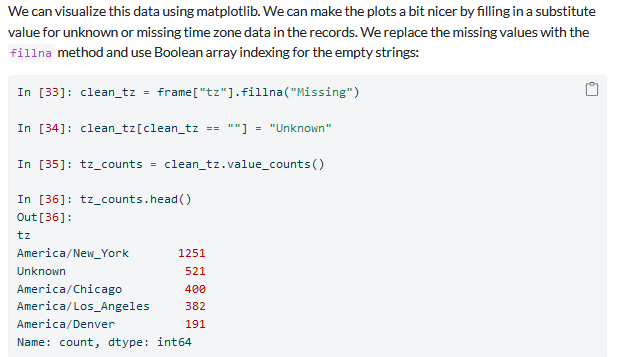 We can visualize this data using matplotlib. We can make the plots a bit nicer by filling in a substitute
value for unknown or missing time zone data in the records. We replace the missing values with the
fillna method and use Boolean array indexing for the empty strings:
In [33]: clean_tz = frame["tz"].fillna("Missing")
In [34]: clean_tz[clean_tz == ""] = "Unknown"
In [35]: tz_counts = clean_tz.value_counts()
In [36]: tz_counts.head()
Out[36]:
tz
America/New_York       1251
Unknown                 521
America/Chicago         400
America/Los_Angeles     382
America/Denver          191
Name: count, dtype: int64